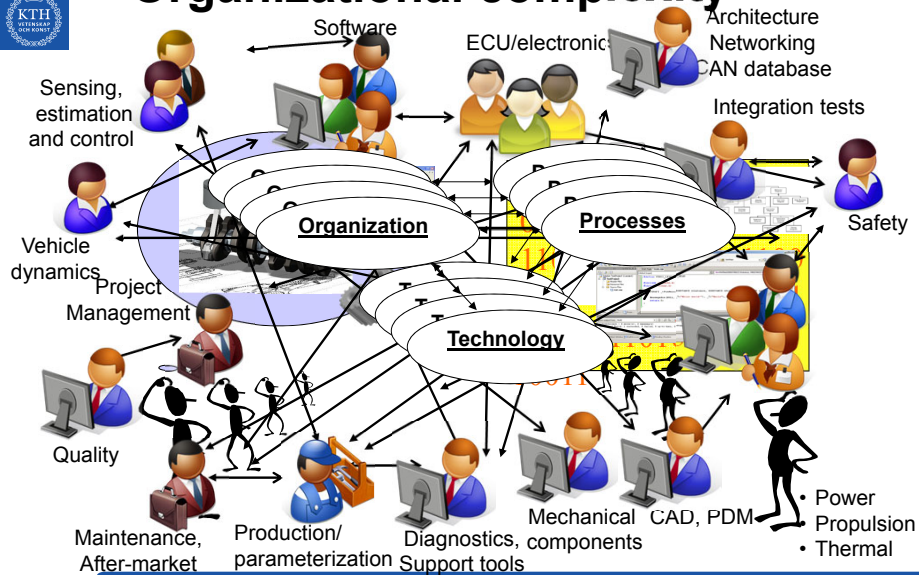 KTH
VETENSKAP
OCH KONST
Organizational complexity
Software
ECU/electronics
Architecture
Networking
CAN database
Sensing,
estimation
and control
Integration tests
Organization
Processes
Technology
Safety
Vehicle
dynamics
Project
Management
Quality
Maintenance,
After-market
Production/
parameterization
Diagnostics,
Support tools
Mechanical
components
CAD, PDM
• Power
• Propulsion
• Thermal